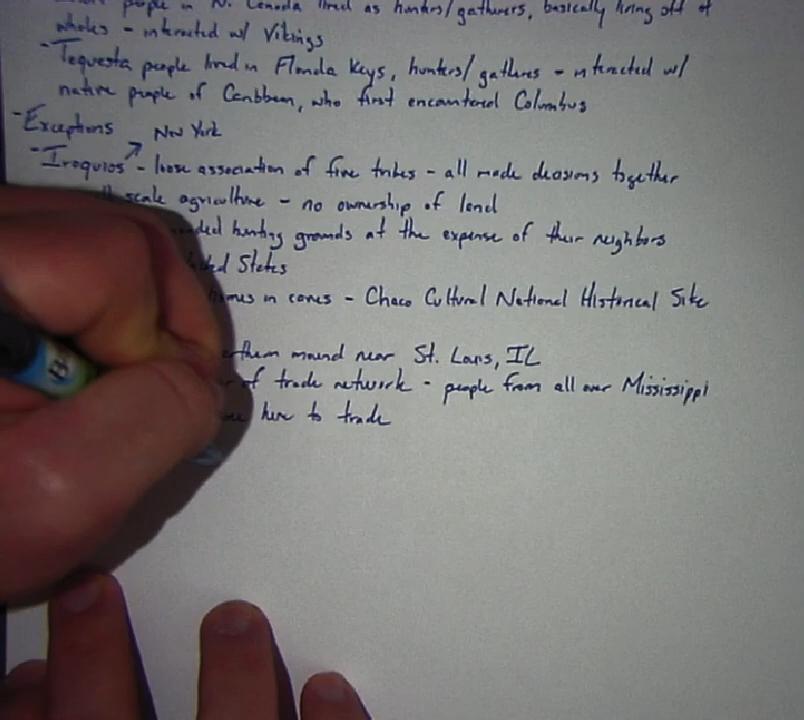 people in N. Canada lived as hunters/gatherers, basically living off of
whales - interacted w/ Vikings
- Tequesta people lived in Florida Keys, hunters/gathers - interacted w/
native people of Caribbean, who first encountered Columbus
- Exceptions
New York
- Iroquios - loose association of five tribes - all made decisions together
scale agriculture - no ownership of land
hunting grounds at the expense of their neighbors
States
homes in caves - Chaco Cultural National Historical Site
mound near St. Louis, IL
of trade network - people from all over Mississippi
here to trade